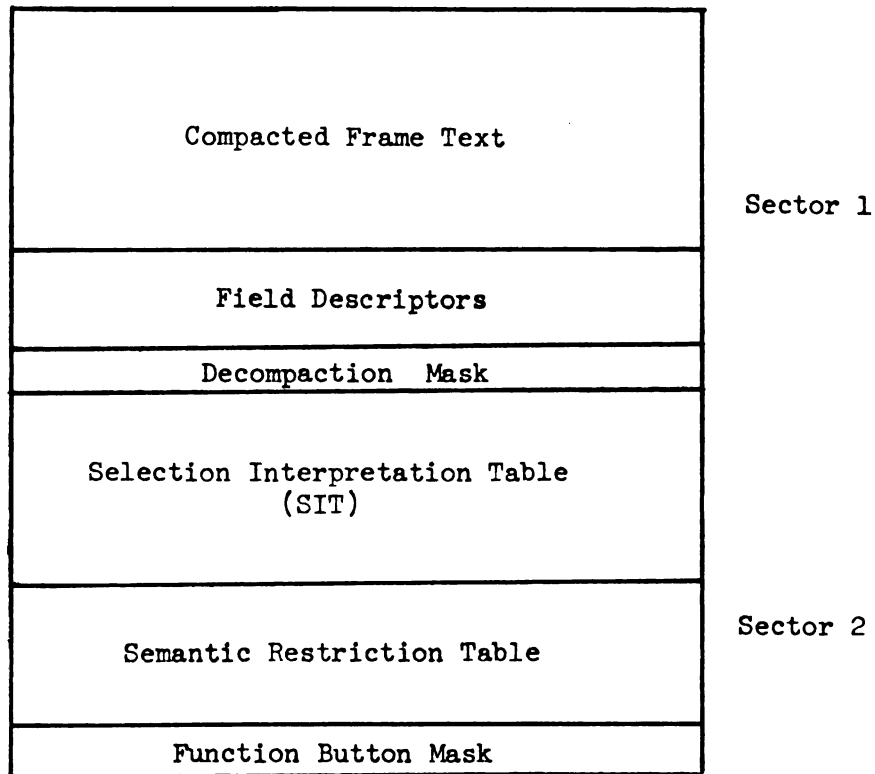 Compacted Frame Text
Sector 1
Field Descriptors
Decompaction Mask
Selection Interpretation Table
(SIT)
Sector 2
Semantic Restriction Table
Function Button Mask